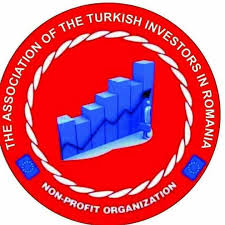 THE ASSOCIATION OF THE TURKISH INVESTORS IN ROMANIA
NON-PROFIT ORGANIZATION